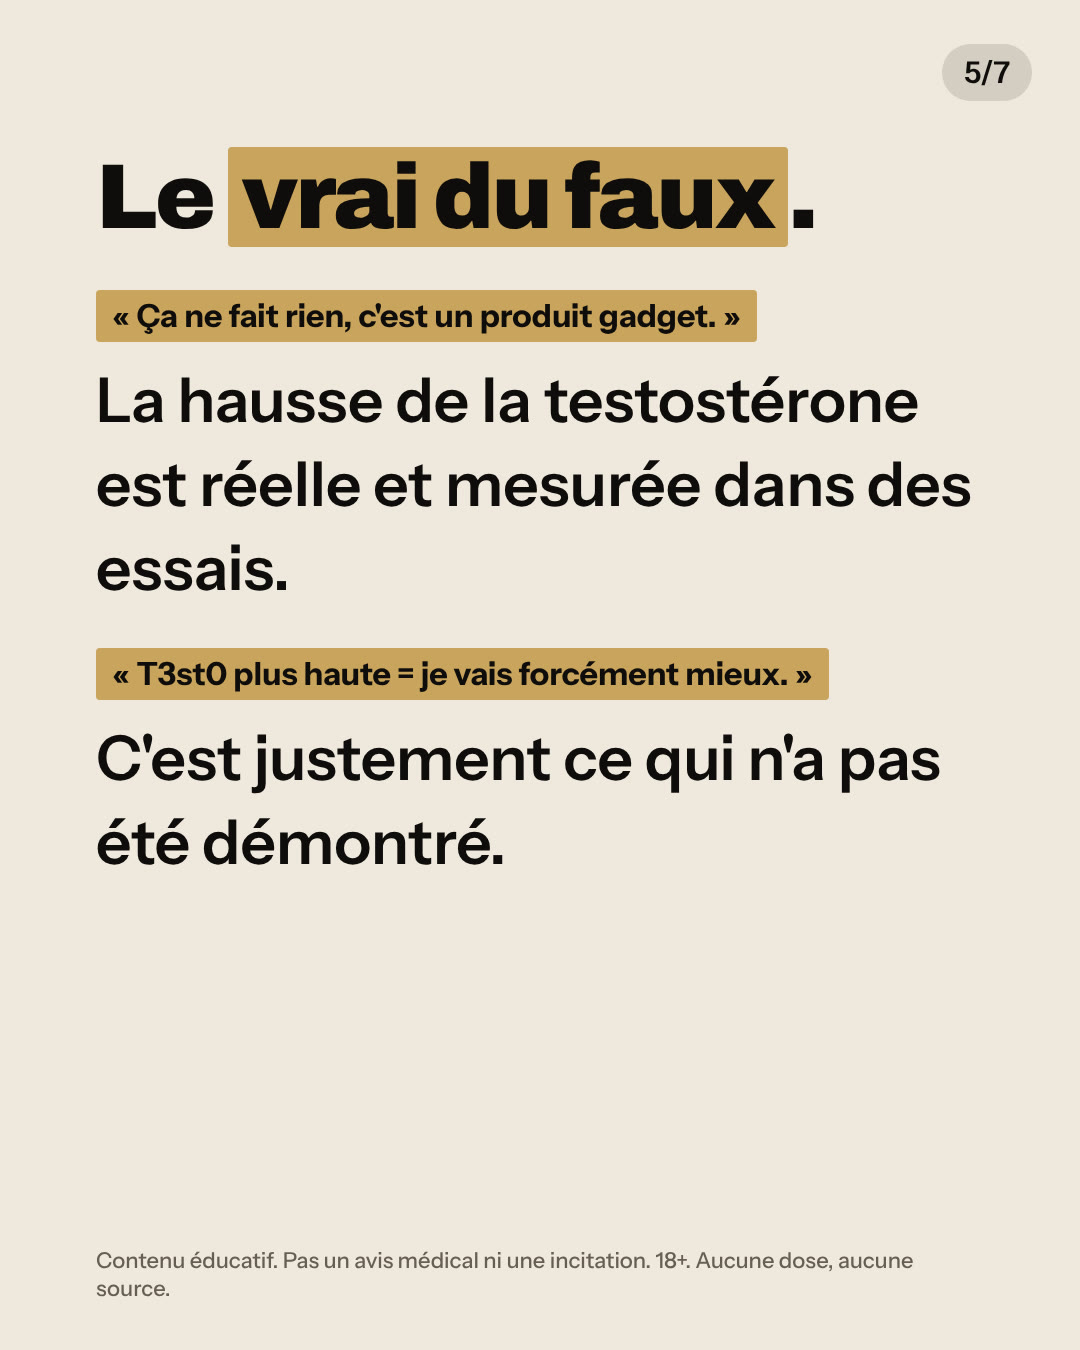 5/7
Le vrai du faux.
« Ça ne fait rien, c'est un produit gadget. »
La hausse de la testostérone
est réelle et mesurée dans des
essais.
« T3st0 plus haute = je vais forcément mieux. »
C'est justement ce qui n'a pas
été démontré.
Contenu éducatif. Pas un avis médical ni une incitation. 18+. Aucune dose, aucune
source.